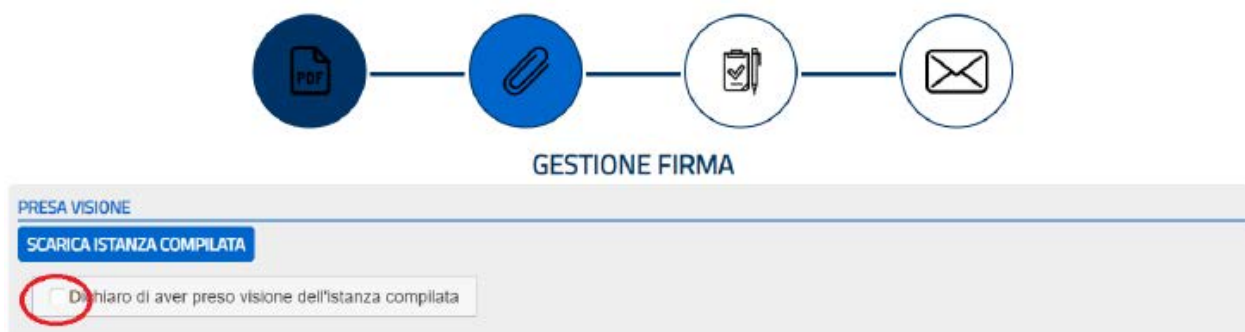 PDF
GESTIONE FIRMA
PRESA VISIONE
SCARICA ISTANZA COMPILATA
Dichiaro di aver preso visione dell'istanza compilata